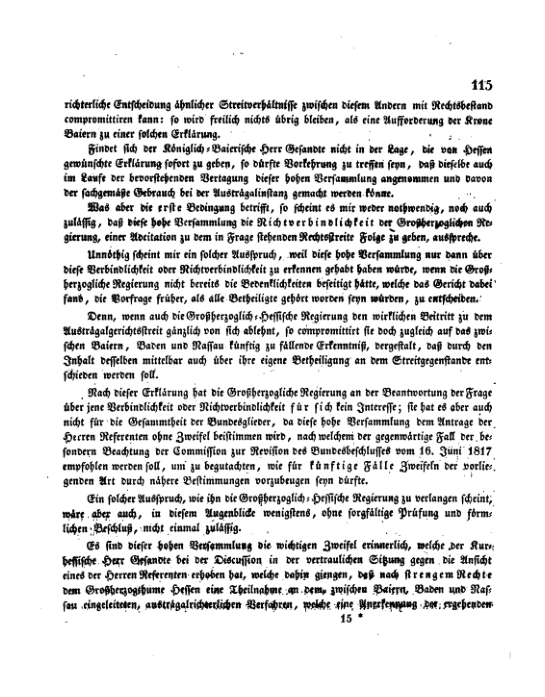 115
richterliche Entscheidung ähnlicher Streitverhältnisse zwischen diesem Andern mit Rechtsbestand
compromittiren kann: so wird freilich nichts übrig bleiben, als eine Aufforderung der Krone
Baiern zu einer solchen Erklärung.
Findet sich der Königlich-Baierische Herr Gesandte nicht in der Lage, die von Hessen
gewünschte Erklärung sofort zu geben, so dürfte Vorkehrung zu treffen seyn, daß dieselbe auch
im Laufe der bevorstehenden Vertagung dieser hohen Versammlung angenommen und davon
der sachgemäße Gebrauch bei der Austrägalinstanz gemacht werden könne.
Was aber die erste Bedingung betrifft, so scheint es mir weder nothwendig, noch auch
zulässig, daß diese hohe Versammlung die Nichtverbindlichkeit der Großherzoglichen Re-
gierung, einer Adcitation zu dem in Frage stehenden Rechtsstreite Folge zu geben, ausspreche.
Unnöthig scheint mir ein solcher Ausspruch, weil diese hohe Versammlung nur dann über
diese Verbindlichkeit oder Nichtverbindlichkeit zu erkennen gehabt haben würde, wenn die Groß-
herzogliche Regierung nicht bereits die Bedenklichkeiten beseitigt hätte, welche das Gericht dabei
fand, die Vorfrage früher, als alle Betheiligte gehört worden seyn würden, zu entscheiden.
Denn, wenn auch die Großherzoglich-Hessische Regierung den wirklichen Beitritt zu dem
Austrägalgerichtsstreit gänzlich von sich ablehnt, so compromittirt sie doch zugleich auf das zwi-
schen Baiern, Baden und Nassau künftig zu fällende Erkenntniß, dergestalt, daß durch den
Inhalt desselben mittelbar auch über ihre eigene Betheiligung an dem Streitgegenstande ent-
schieden werden soll.
Nach dieser Erklärung hat die Großherzogliche Regierung an der Beantwortung der Frage
über jene Verbindlichkeit oder Nichtverbindlichkeit für sich kein Interesse; sie hat es aber auch
nicht für die Gesammtheit der Bundesglieder, da diese hohe Versammlung dem Antrage der
Herren Referenten ohne Zweifel beistimmen wird, nach welchem der gegenwärtige Fall der be-
sondern Beachtung der Commission zur Revision des Bundesbeschlusses vom 16. Juni 1817
empfohlen werden soll, um zu begutachten, wie für künftige Fälle Zweifeln der vorlie-
genden Art durch nähere Bestimmungen vorzubeugen seyn dürfte.
Ein solcher Ausspruch, wie ihn die Großherzoglich-Hessische Regierung zu verlangen scheint,
wäre aber auch, in diesem Augenblicke wenigstens, ohne sorgfältige Prüfung und förm-
lichen Beschluß, nicht einmal zulässig.
Es sind dieser hohen Versammlung die wichtigen Zweifel erinnerlich, welche der Kur-
hessische Herr Gesandte bei der Discussion in der vertraulichen Sitzung gegen die Ansicht
eines der Herren Referenten erhoben hat, welche dahin giengen, daß nach strengem Rechte
dem Großherzogthume Hessen eine Theilnahme an dem, zwischen Baiern, Baden und Nas-
sau eingeleiteten, austrägalrichterlichen Verfahren, welche eine Anerkennung der ergehenden
15 *